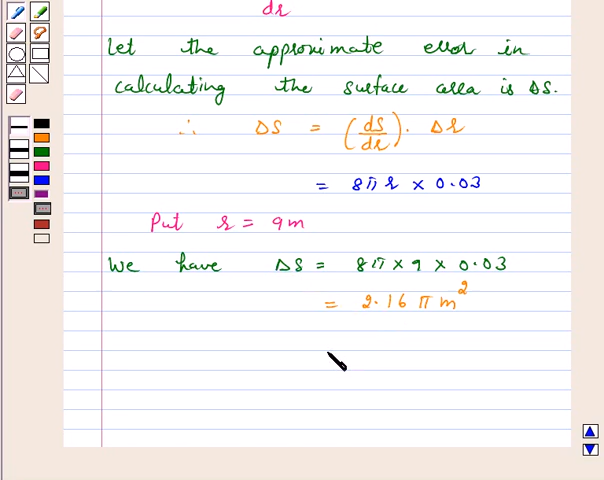 dr
Let the approximate error in
calculating the surface area is ΔS.
∴ ΔS = (dS/dr) · Δr
= 8πr × 0.03
Put r = 9m
We have ΔS = 8π × 9 × 0.03
= 2.16 π m²